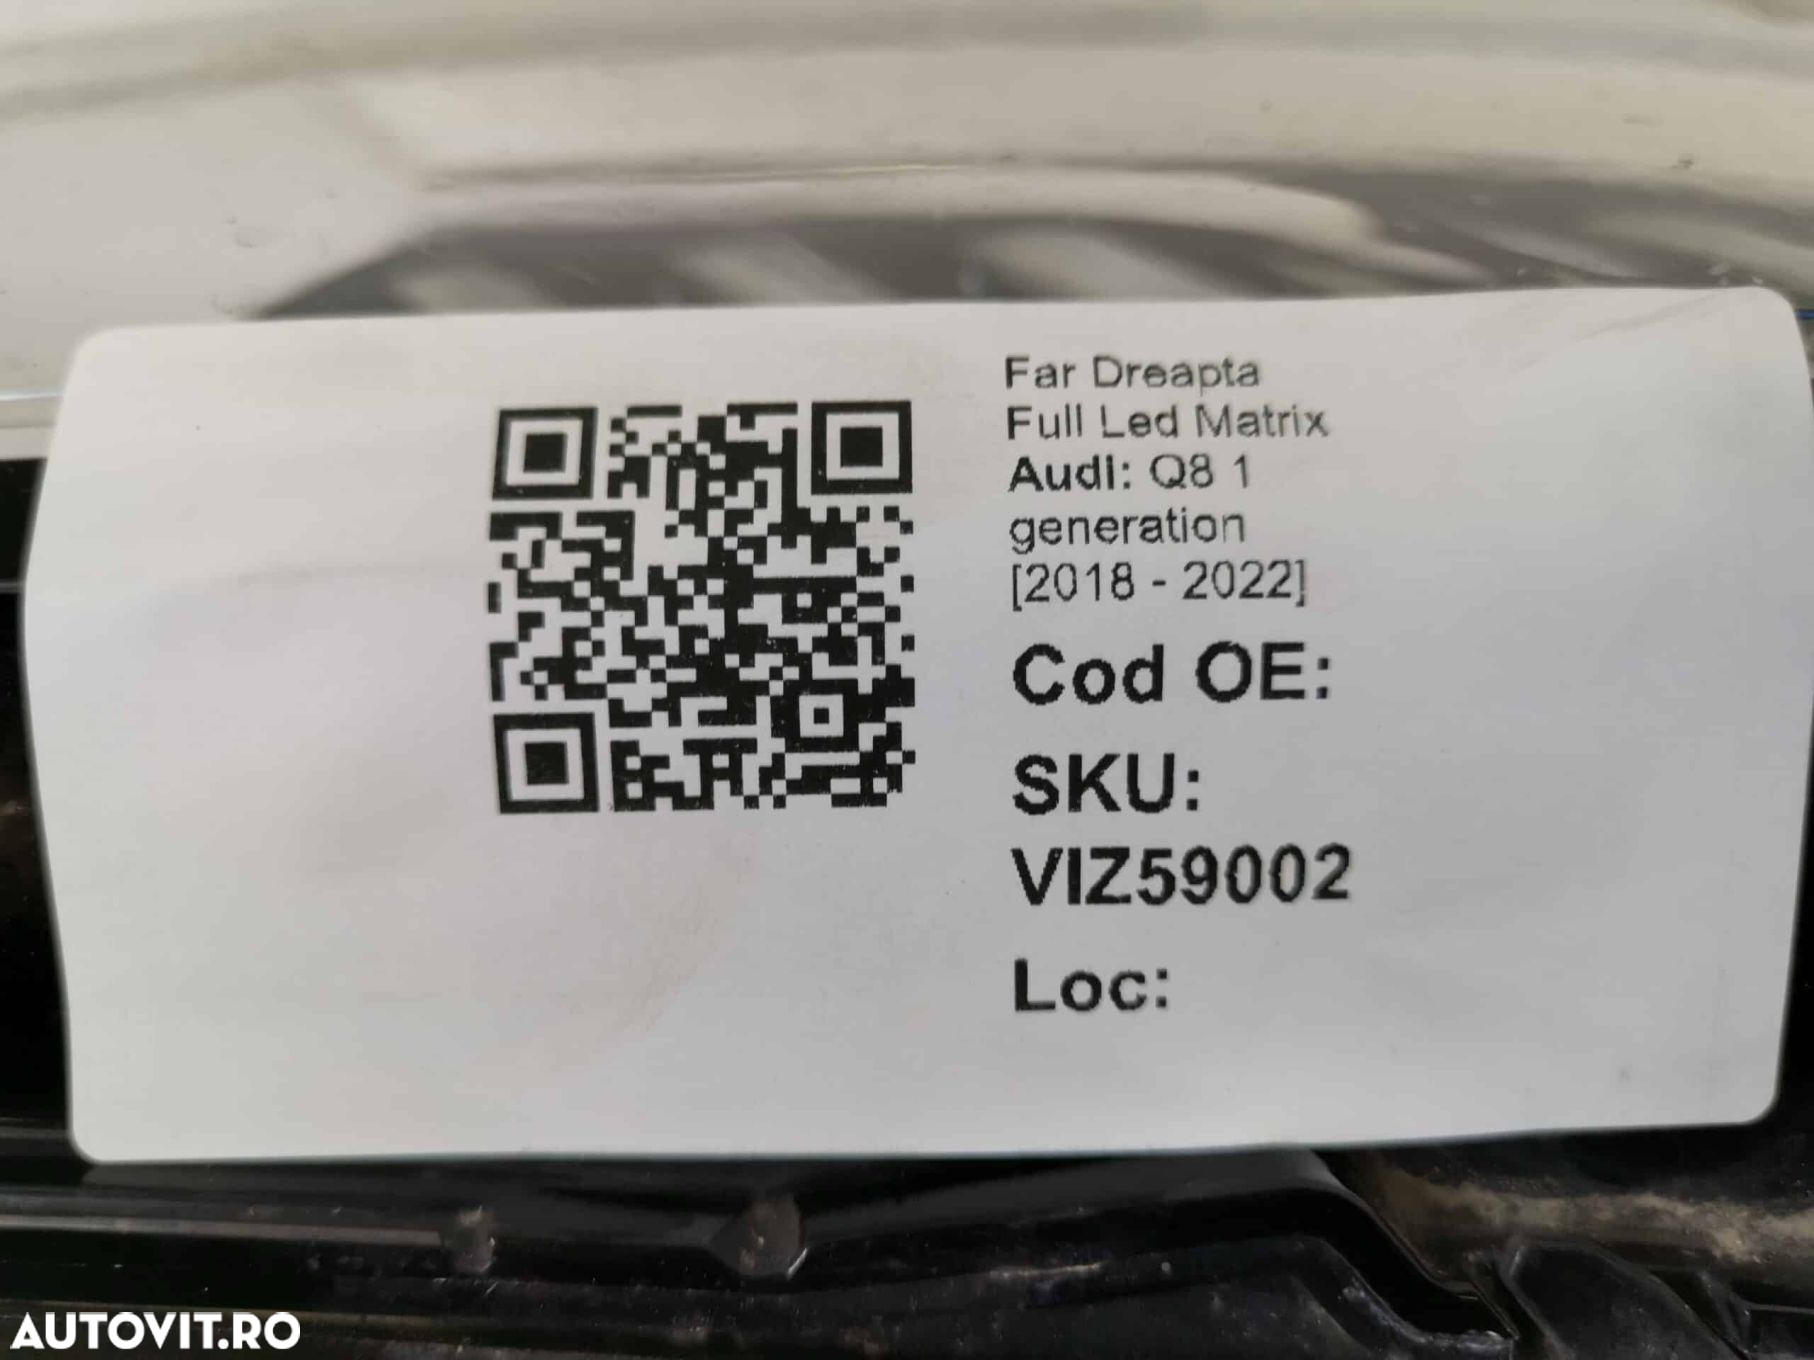 Far Dreapta
Full Led Matrix
Audi: Q8 1
generation
[2018 - 2022]
Cod OE:
SKU:
VIZ59002
Loc:
AUTOVIT.RO